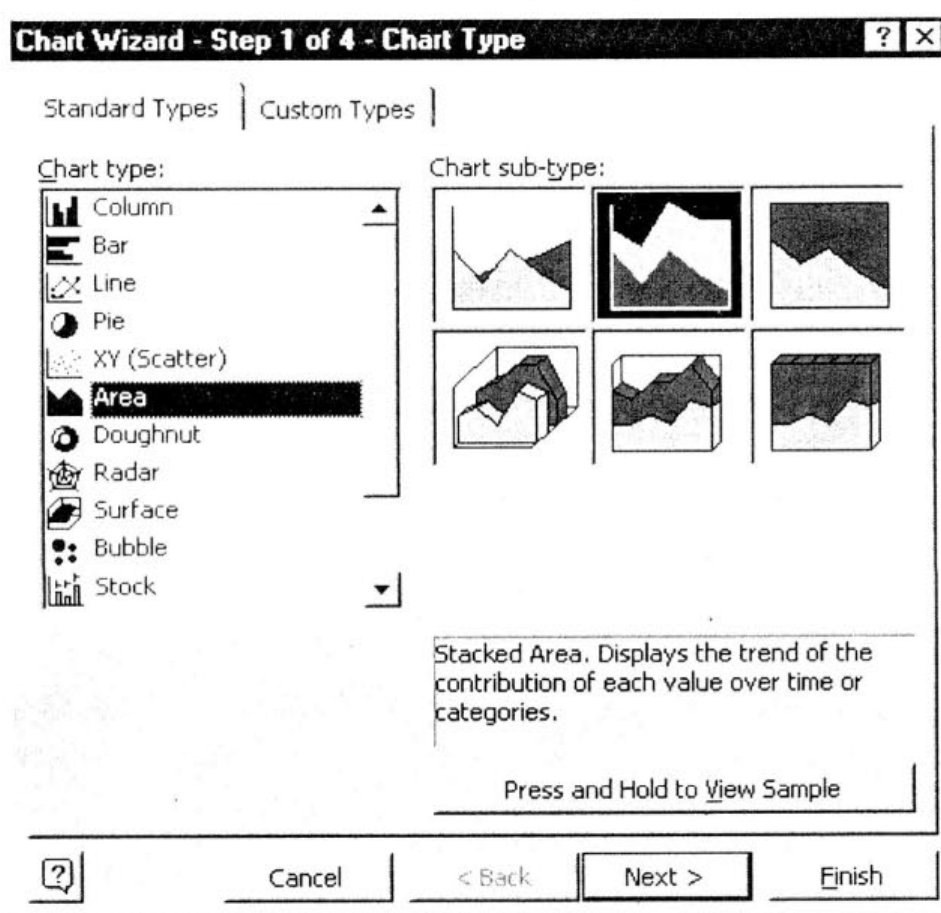 Chart Wizard - Step 1 of 4 - Chart Type
? X
Standard Types
Custom Types
Chart type:
Column
Bar
Line
Pie
XY (Scatter)
Area
Doughnut
Radar
Surface
Bubble
Stock
Chart sub-type:
Stacked Area. Displays the trend of the
contribution of each value over time or
categories.
Press and Hold to View Sample
?
Cancel
< Back
Next >
Finish